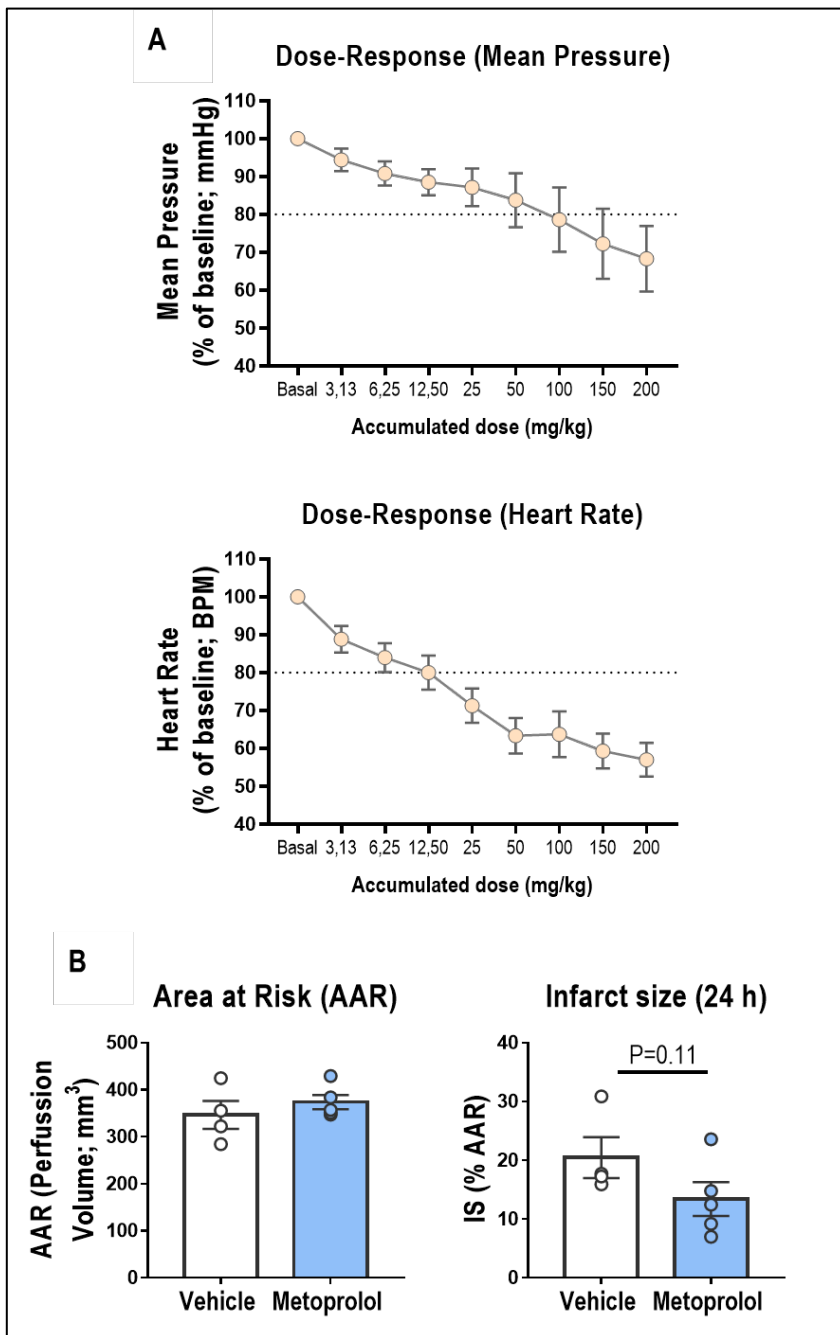 A
Dose-Response (Mean Pressure)
Mean Pressure
(% of baseline; mmHg)
110
100
90
80
70
60
50
40
Basal 3,13 6,25 12,50 25 50 100 150 200
Accumulated dose (mg/kg)
Dose-Response (Heart Rate)
Heart Rate
(% of baseline; BPM)
110
100
90
80
70
60
50
40
Basal 3,13 6,25 12,50 25 50 100 150 200
Accumulated dose (mg/kg)
B
Area at Risk (AAR)
AAR (Perfussion
Volume; mm³)
500
400
300
200
100
0
Vehicle Metoprolol
Infarct size (24 h)
IS (% AAR)
40
30
20
10
0
P=0.11
Vehicle Metoprolol